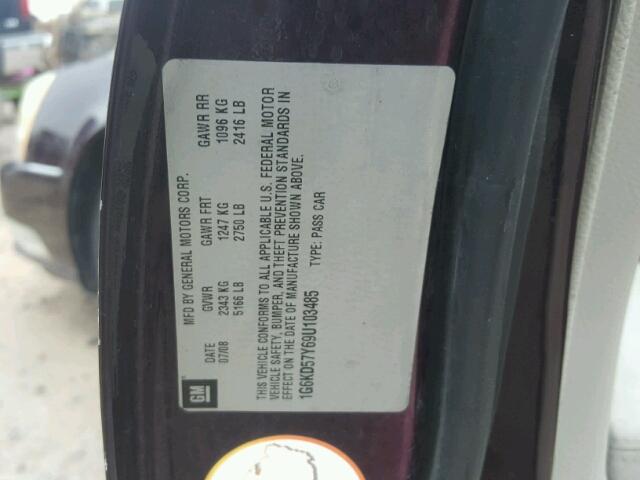 GM
MFD BY GENERAL MOTORS CORP.
DATE GVWR GAWR FRT GAWR RR
07/08 2343 KG 1247 KG 1096 KG
5166 LB 2750 LB 2416 LB
THIS VEHICLE CONFORMS TO ALL APPLICABLE U.S. FEDERAL MOTOR
VEHICLE SAFETY, BUMPER, AND THEFT PREVENTION STANDARDS IN
EFFECT ON THE DATE OF MANUFACTURE SHOWN ABOVE.
1G6KD57Y69U103485 TYPE: PASS CAR